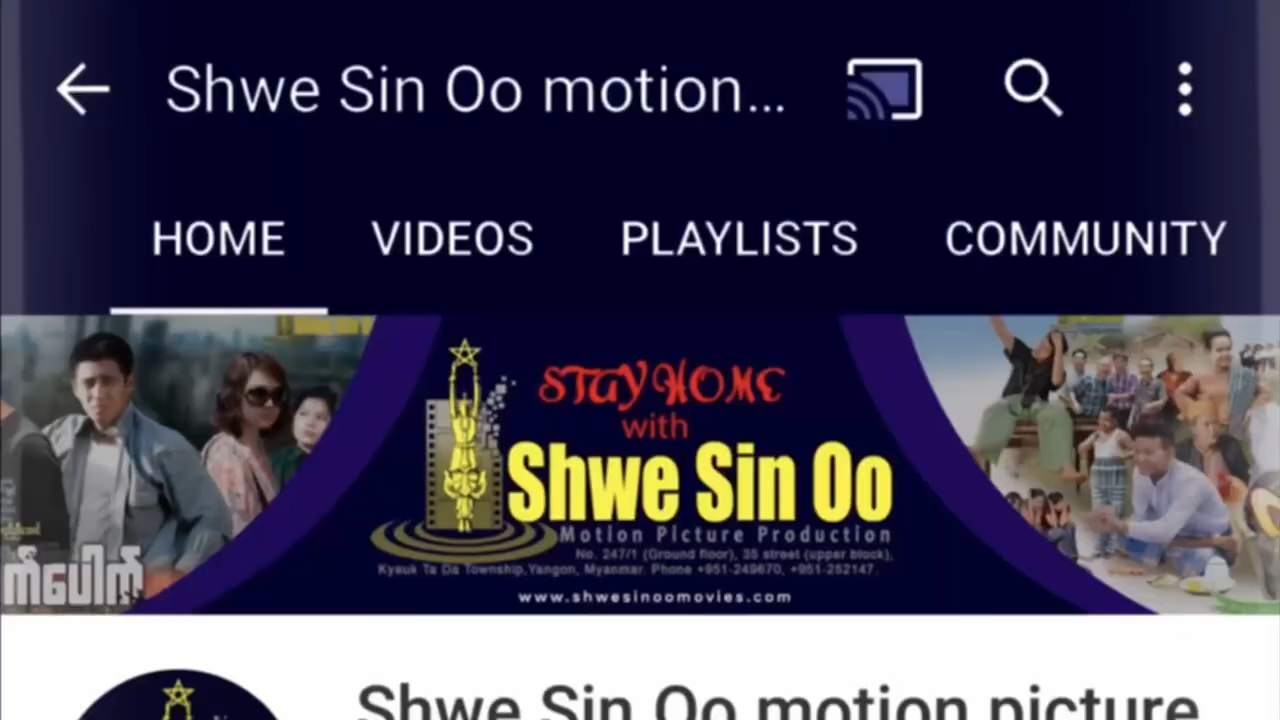 Shwe Sin Oo motion...
HOME VIDEOS PLAYLISTS COMMUNITY
STAY HOME
with
Shwe Sin Oo
Motion Picture Production
No. 247/1 (Ground floor), 35 street (upper block),
Kyauk Ta Da Township,Yangon, Myanmar. Phone +951-249670, +951-252147.
www.shwesinoomovies.com
Shwe Sin Oo motion picture